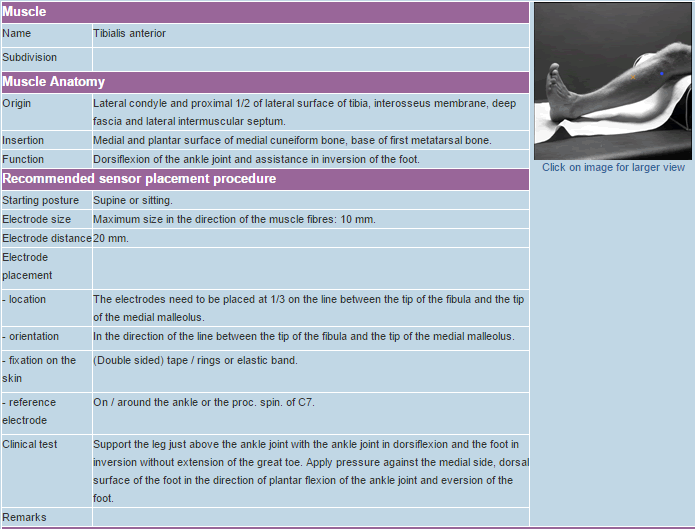 Muscle
Name Tibialis anterior
Subdivision
Muscle Anatomy
Origin Lateral condyle and proximal 1/2 of lateral surface of tibia, interosseus membrane, deep
fascia and lateral intermuscular septum.
Insertion Medial and plantar surface of medial cuneiform bone, base of first metatarsal bone.
Function Dorsiflexion of the ankle joint and assistance in inversion of the foot.
Recommended sensor placement procedure
Starting posture Supine or sitting.
Electrode size Maximum size in the direction of the muscle fibres: 10 mm.
Electrode distance 20 mm.
Electrode
placement
- location The electrodes need to be placed at 1/3 on the line between the tip of the fibula and the tip
of the medial malleolus.
- orientation In the direction of the line between the tip of the fibula and the tip of the medial malleolus.
- fixation on the (Double sided) tape / rings or elastic band.
skin
- reference On / around the ankle or the proc. spin. of C7.
electrode
Clinical test Support the leg just above the ankle joint with the ankle joint in dorsiflexion and the foot in
inversion without extension of the great toe. Apply pressure against the medial side, dorsal
surface of the foot in the direction of plantar flexion of the ankle joint and eversion of the
foot.
Remarks
Click on image for larger view